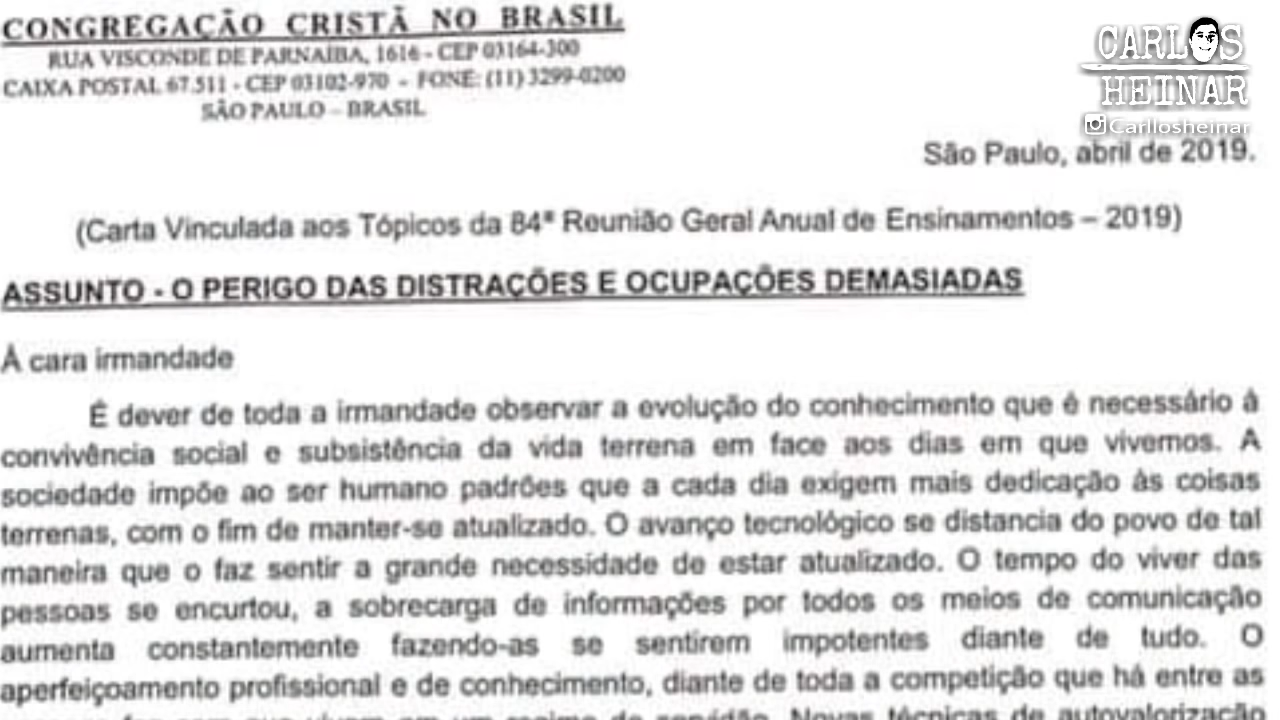 CONGREGAÇÃO CRISTÃ NO BRASIL
RUA VISCONDE DE PARNAÍBA, 1616 - CEP 03164-300
CAIXA POSTAL 67.511 - CEP 03102-970 - FONE: (11) 3299-0200
SÃO PAULO – BRASIL
CARLOS
HEINAR
Carllosheinar
São Paulo, abril de 2019.
(Carta Vinculada aos Tópicos da 84ª Reunião Geral Anual de Ensinamentos – 2019)
ASSUNTO - O PERIGO DAS DISTRAÇÕES E OCUPAÇÕES DEMASIADAS
À cara irmandade
É dever de toda a irmandade observar a evolução do conhecimento que é necessário à
convivência social e subsistência da vida terrena em face aos dias em que vivemos. A
sociedade impõe ao ser humano padrões que a cada dia exigem mais dedicação às coisas
terrenas, com o fim de manter-se atualizado. O avanço tecnológico se distancia do povo de tal
maneira que o faz sentir a grande necessidade de estar atualizado. O tempo do viver das
pessoas se encurtou, a sobrecarga de informações por todos os meios de comunicação
aumenta constantemente fazendo-as se sentirem impotentes diante de tudo. O
aperfeiçoamento profissional e de conhecimento, diante de toda a competição que há entre as
regime de servidão. Novas técnicas de autovalorização